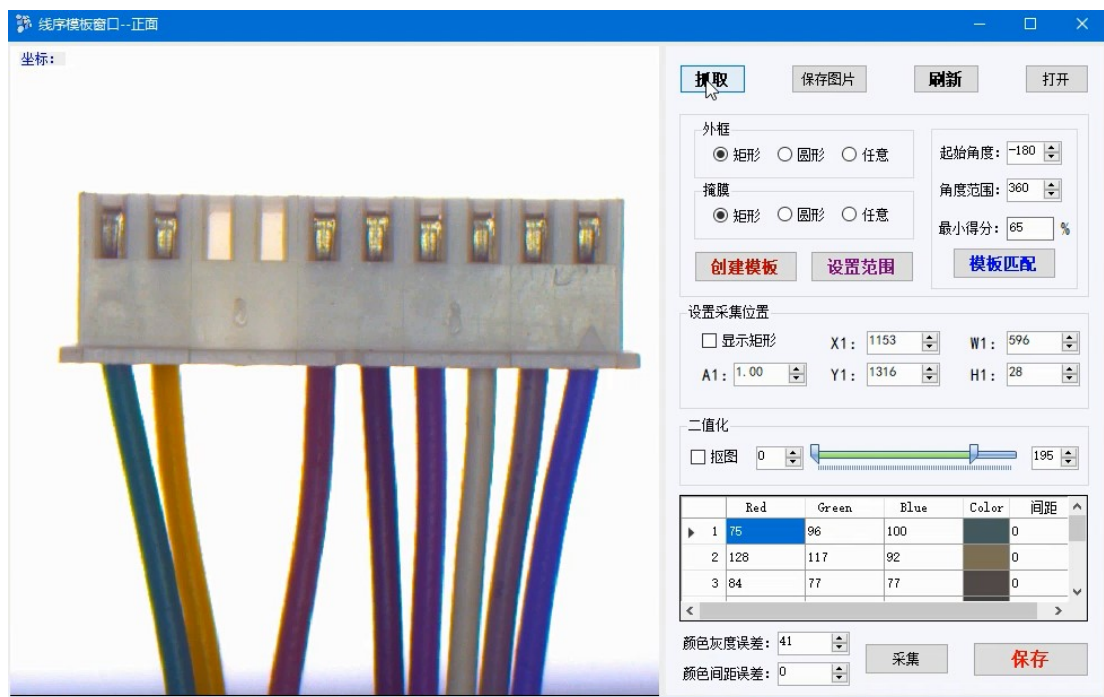 线序模板窗口--正面
坐标:
抓取 保存图片 刷新 打开
外框
矩形 圆形 任意
掩膜
矩形 圆形 任意
起始角度: -180
角度范围: 360
最小得分: 65 %
创建模板 设置范围 模板匹配
设置采集位置
显示矩形 X1: 1153 W1: 596
A1: 1.00 Y1: 1316 H1: 28
二值化
抠图 0 195
Red Green Blue Color 间距
1 75 96 100 0
2 128 117 92 0
3 84 77 77 0
颜色灰度误差: 41
颜色间距误差: 0
采集 保存